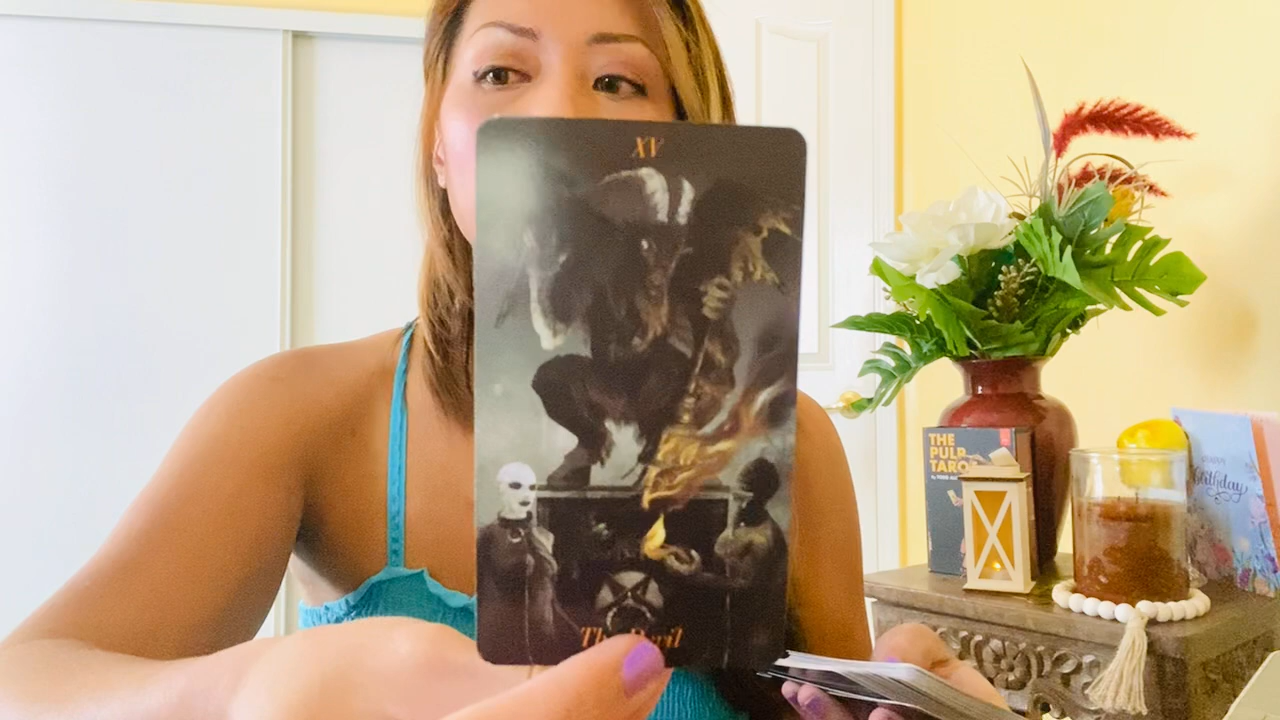 XV
The Devil
THE
PULP
TAROT
Birthday